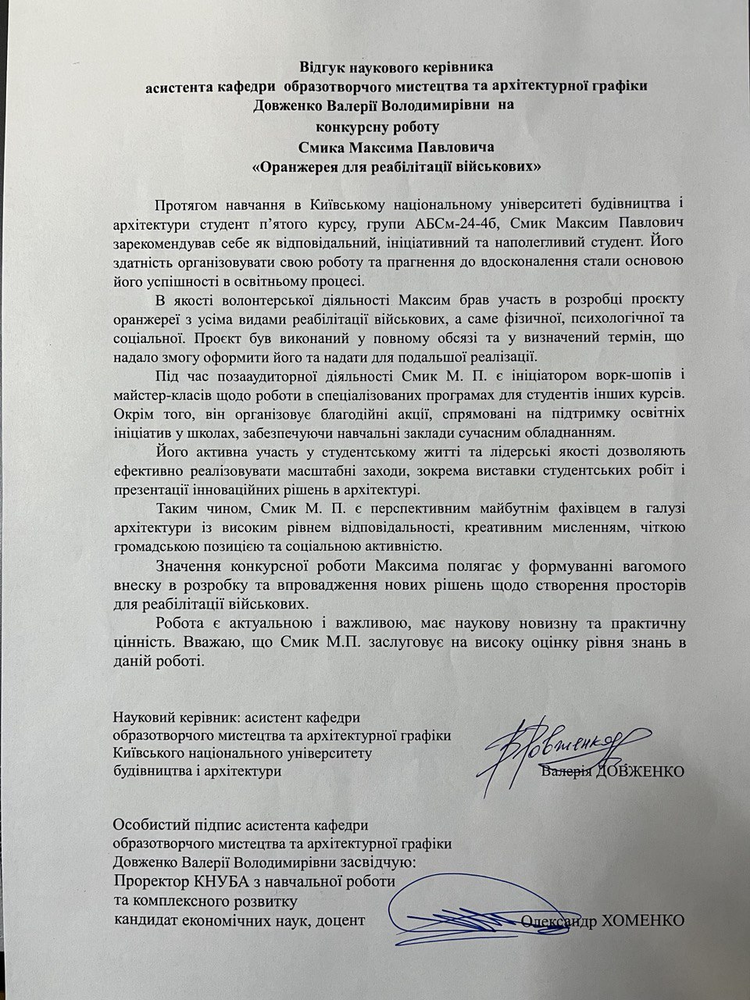 Відгук наукового керівника
асистента кафедри образотворчого мистецтва та архітектурної графіки
Довженко Валерії Володимирівни на
конкурсну роботу
Смика Максима Павловича
«Оранжерея для реабілітації військових»
Протягом навчання в Київському національному університеті будівництва і
архітектури студент п’ятого курсу, групи АБСм-24-4б, Смик Максим Павлович
зарекомендував себе як відповідальний, ініціативний та наполегливий студент. Його
здатність організовувати свою роботу та прагнення до вдосконалення стали основою
його успішності в освітньому процесі.
В якості волонтерської діяльності Максим брав участь в розробці проєкту
оранжереї з усіма видами реабілітації військових, а саме фізичної, психологічної та
соціальної. Проєкт був виконаний у повному обсязі та у визначений термін, що
надало змогу оформити його та надати для подальшої реалізації.
Під час позааудиторної діяльності Смик М. П. є ініціатором ворк-шопів і
майстер-класів щодо роботи в спеціалізованих програмах для студентів інших курсів.
Окрім того, він організовує благодійні акції, спрямовані на підтримку освітніх
ініціатив у школах, забезпечуючи навчальні заклади сучасним обладнанням.
Його активна участь у студентському житті та лідерські якості дозволяють
ефективно реалізовувати масштабні заходи, зокрема виставки студентських робіт і
презентації інноваційних рішень в архітектурі.
Таким чином, Смик М. П. є перспективним майбутнім фахівцем в галузі
архітектури із високим рівнем відповідальності, креативним мисленням, чіткою
громадською позицією та соціальною активністю.
Значення конкурсної роботи Максима полягає у формуванні вагомого
внеску в розробку та впровадження нових рішень щодо створення просторів
для реабілітації військових.
Робота є актуальною і важливою, має наукову новизну та практичну
цінність. Вважаю, що Смик М.П. заслуговує на високу оцінку рівня знань в
даній роботі.
Науковий керівник: асистент кафедри
образотворчого мистецтва та архітектурної графіки
Київського національного університету
будівництва і архітектури
Довженко
Валерія ДОВЖЕНКО
Особистий підпис асистента кафедри
образотворчого мистецтва та архітектурної графіки
Довженко Валерії Володимирівни засвідчую:
Проректор КНУБА з навчальної роботи
та комплексного розвитку
кандидат економічних наук, доцент Олександр ХОМЕНКО